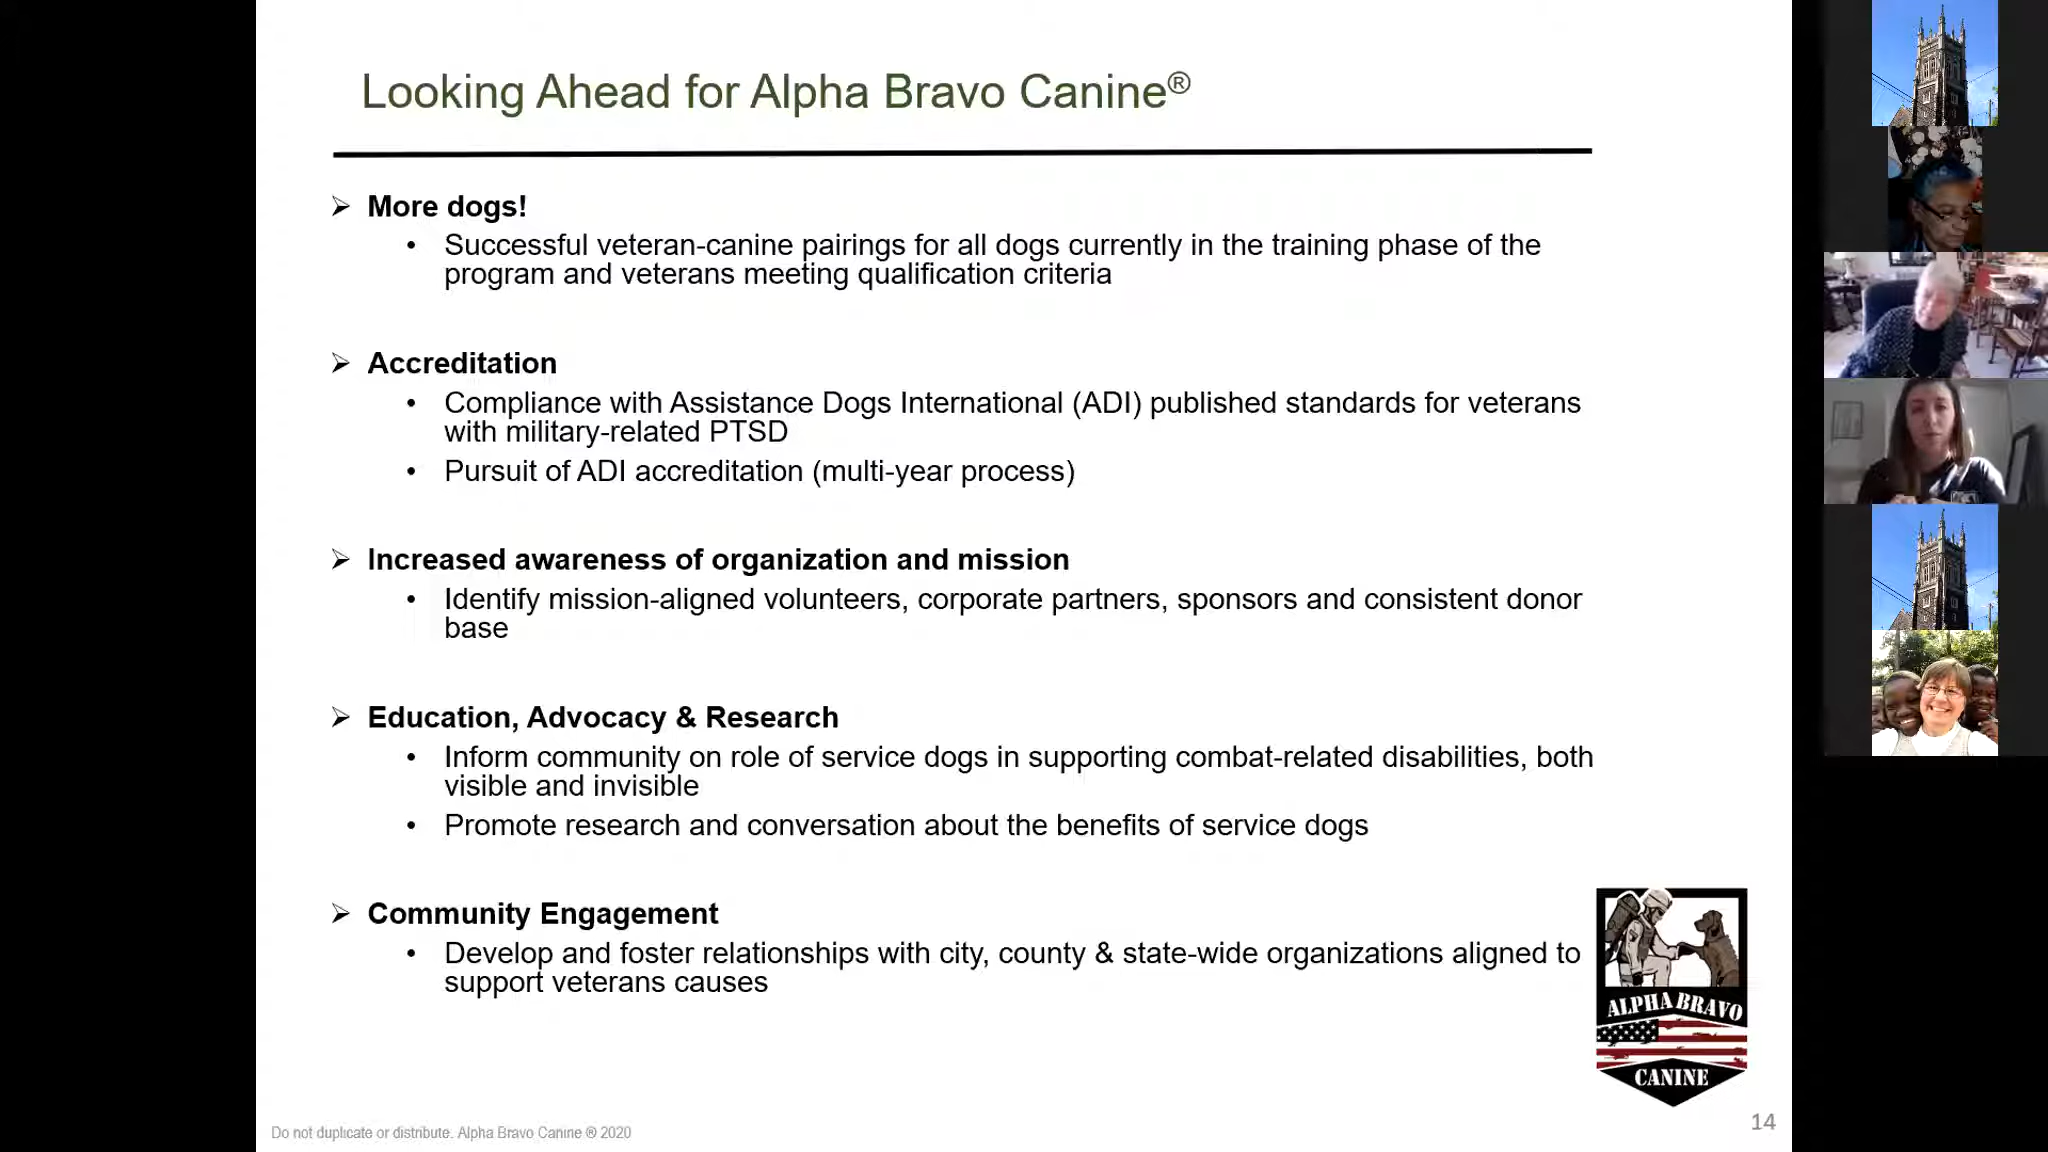 Looking Ahead for Alpha Bravo Canine®
More dogs!
Successful veteran-canine pairings for all dogs currently in the training phase of the
program and veterans meeting qualification criteria
Accreditation
Compliance with Assistance Dogs International (ADI) published standards for veterans
with military-related PTSD
Pursuit of ADI accreditation (multi-year process)
Increased awareness of organization and mission
Identify mission-aligned volunteers, corporate partners, sponsors and consistent donor
base
Education, Advocacy & Research
Inform community on role of service dogs in supporting combat-related disabilities, both
visible and invisible
Promote research and conversation about the benefits of service dogs
Community Engagement
Develop and foster relationships with city, county & state-wide organizations aligned to
support veterans causes
ALPHA BRAVO
CANINE
Do not duplicate or distribute. Alpha Bravo Canine ® 2020
14